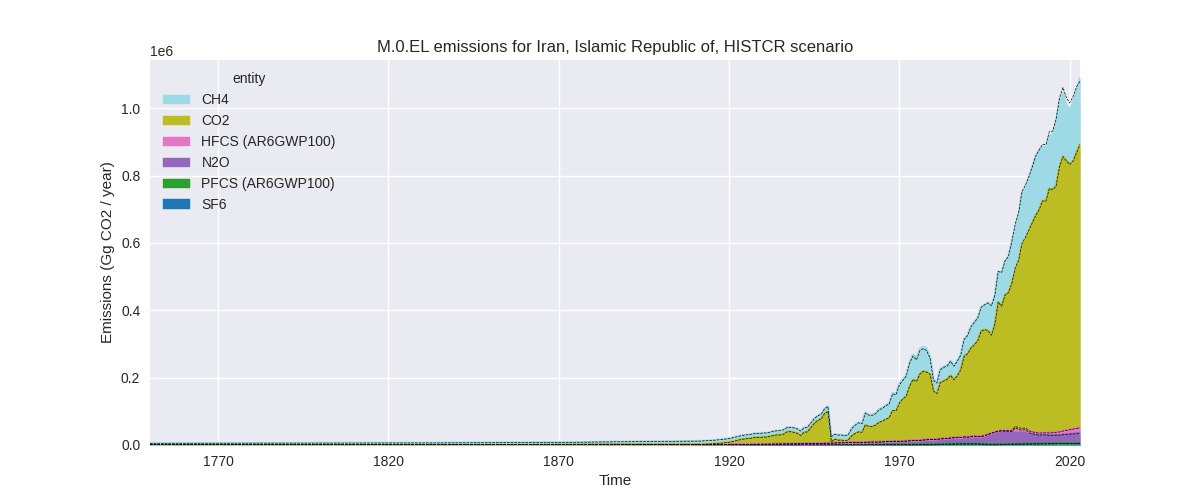 M.0.EL emissions for Iran, Islamic Republic of, HISTCR scenario
1e6
entity
CH4
CO2
HFCS (AR6GWP100)
N2O
PFCS (AR6GWP100)
SF6
Emissions (Gg CO2 / year)
1.0
0.8
0.6
0.4
0.2
0.0
1770
1820
1870
1920
1970
2020
Time